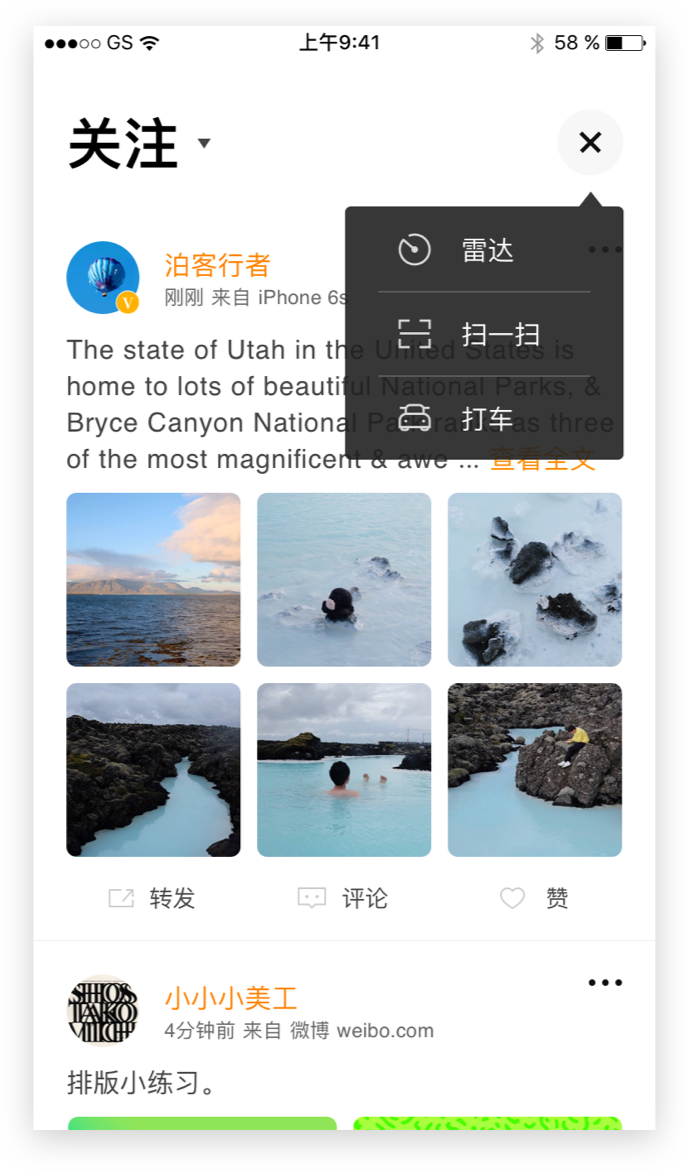 GS 上午9:41 58 %
关注
雷达
泊客行者
刚刚 来自 iPhone 6s
The state of Utah in the United States is
扫一扫
home to lots of beautiful National Parks, &
Bryce Canyon National Park ranks as three
打车
of the most magnificent & awe ... 查看全文
转发 评论 赞
小小小美工
4分钟前 来自 微博 weibo.com
排版小练习。